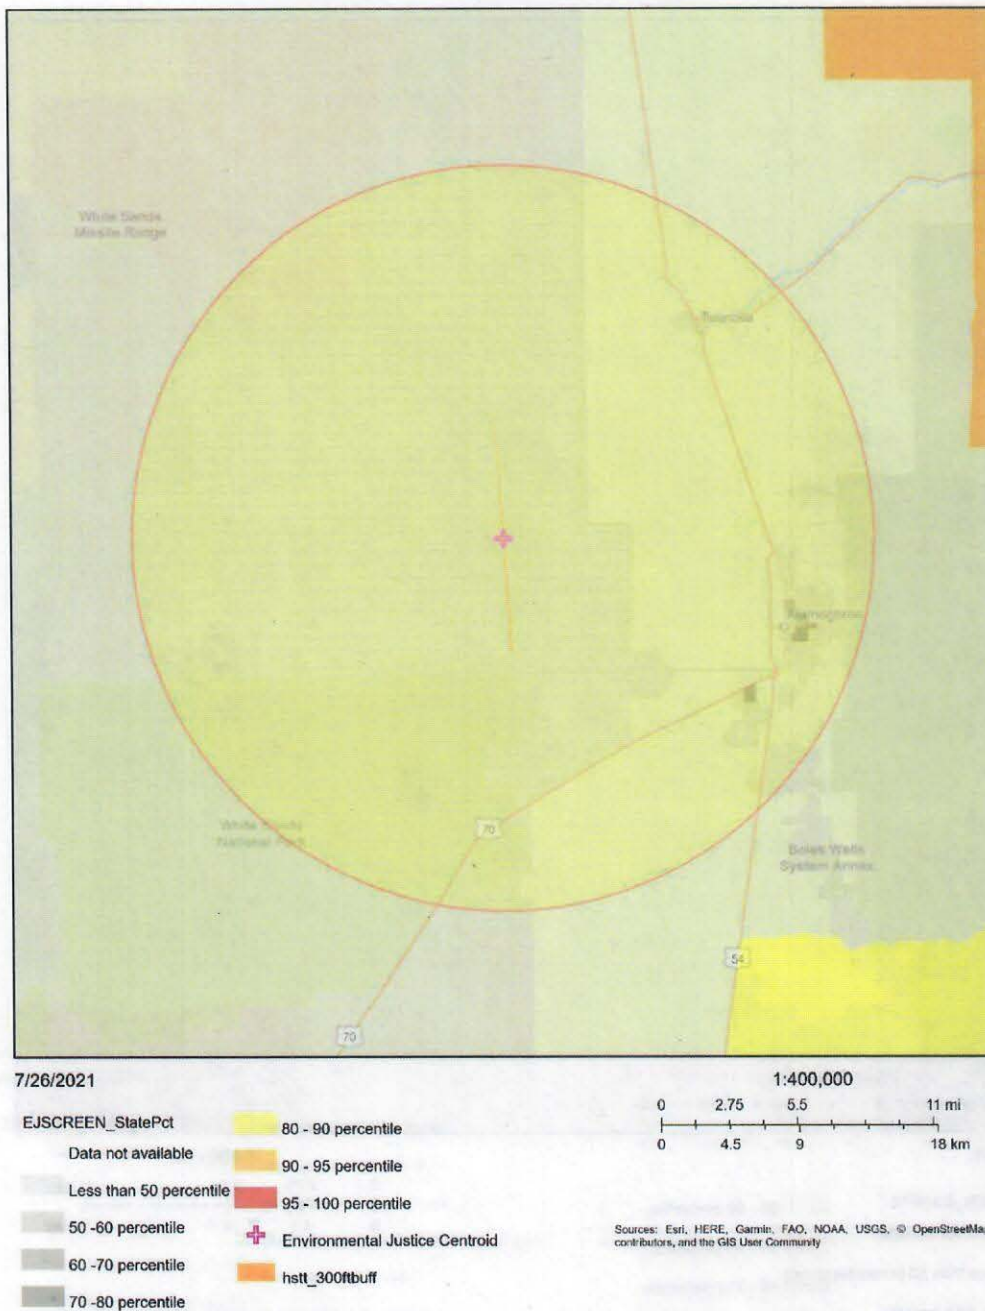 White Sands
Missile Range
Tularosa
Alamogordo
White Sands
National Park
70
Boles Wells
System Annex
54
70
7/26/2021
1:400,000
0 2.75 5.5 11 mi
0 4.5 9 18 km
EJSCREEN_StatePct
Data not available
Less than 50 percentile
50 -60 percentile
60 -70 percentile
70 -80 percentile
80 - 90 percentile
90 - 95 percentile
95 - 100 percentile
Environmental Justice Centroid
hstt_300ftbuff
Sources: Esri, HERE, Garmin, FAO, NOAA, USGS, © OpenStreetMap
contributors, and the GIS User Community